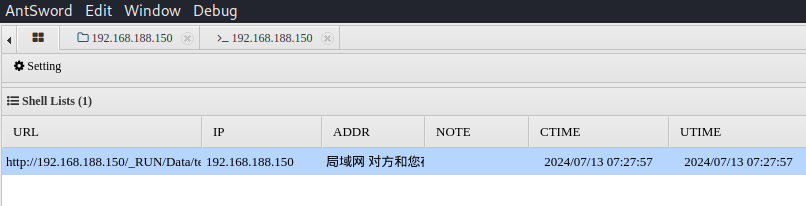 AntSword Edit Window Debug
192.168.188.150 192.168.188.150
Setting
Shell Lists (1)
URL IP ADDR NOTE CTIME UTIME
http://192.168.188.150/_RUN/Data/te 192.168.188.150 局域网 对方和您 2024/07/13 07:27:57 2024/07/13 07:27:57